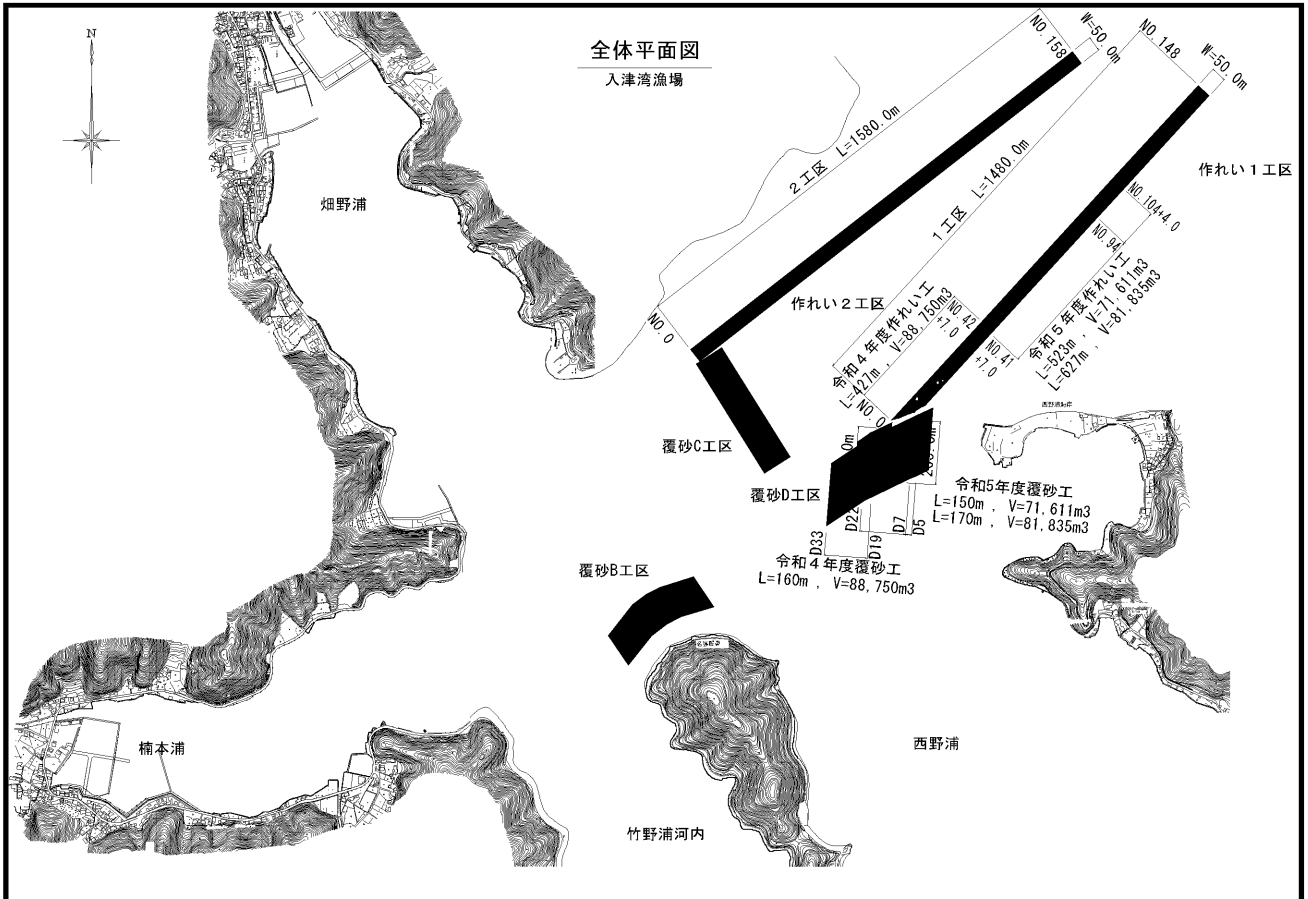 N
全体平面図
入津湾漁場
NO.158
W=50.0m
NO.148
W=50.0m
2工区 L=1580.0m
1工区 L=1480.0m
作れい1工区
NO.104+4.0
NO.94
令和5年度作れい工
L=523m , V=71,611m3
L=627m , V=81,835m3
畑野浦
作れい2工区
令和4年度作れい工
L=427m , V=88,750m3
NO.42
+7.0
NO.41
+7.0
NO.0
NO.0
覆砂C工区
覆砂D工区
令和5年度覆砂工
L=150m , V=71,611m3
L=170m , V=81,835m3
D33
D22
D19
D7
D5
令和4年度覆砂工
L=160m , V=88,750m3
覆砂B工区
楠本浦
西野浦
竹野浦河内